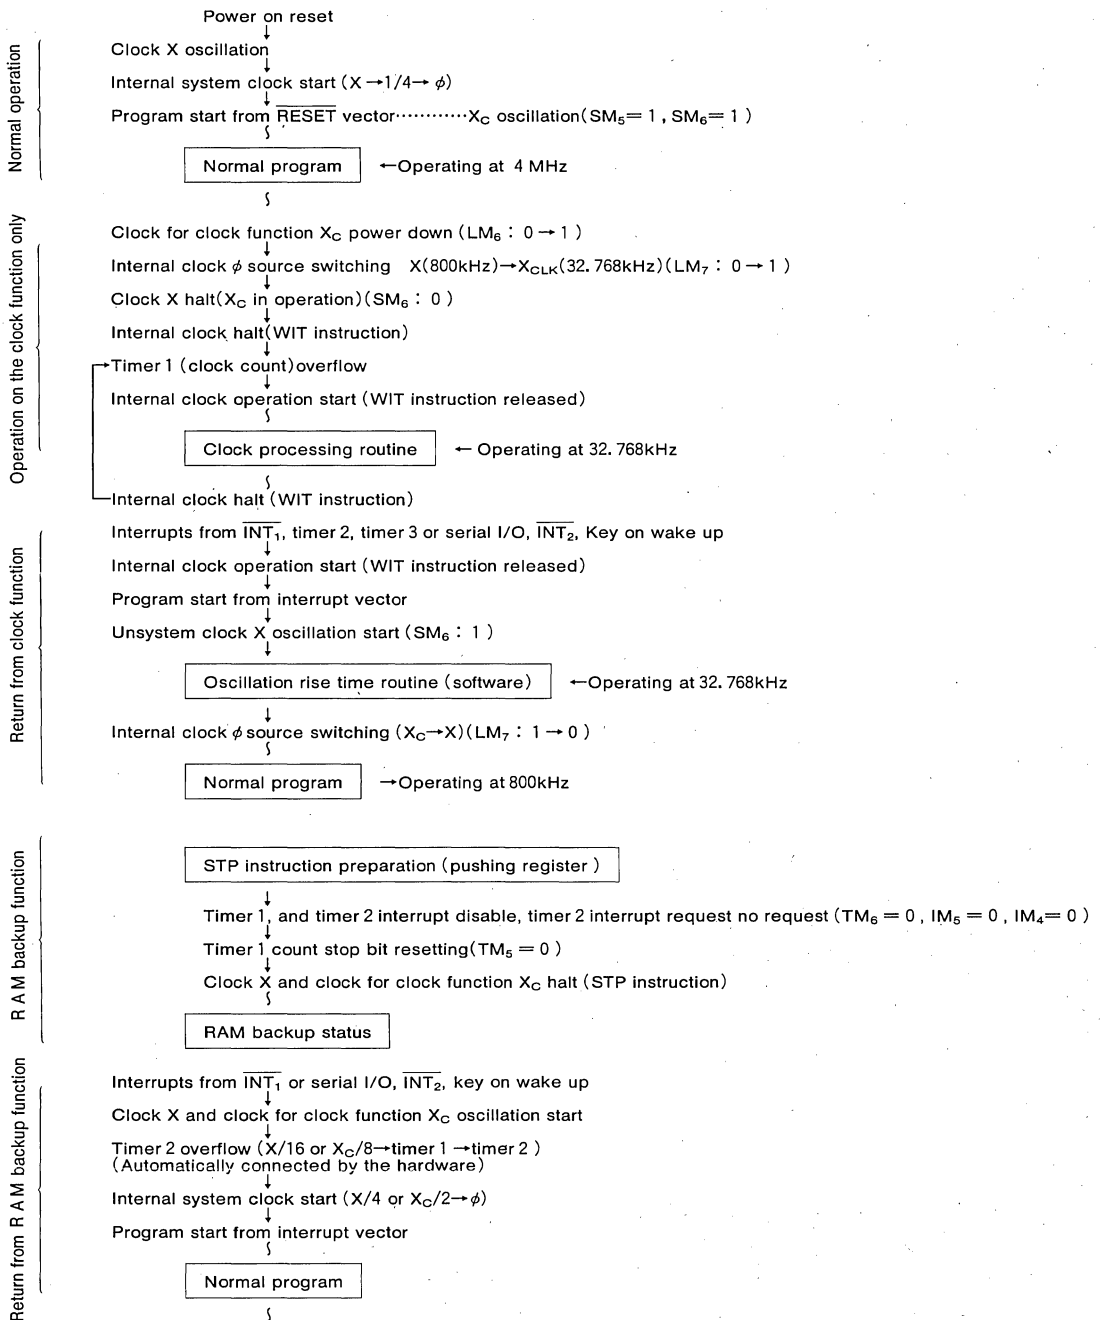 Power on reset
Normal operation
Clock X oscillation
Internal system clock start (X→1/4→ φ)
Program start from RESET vector············X_C oscillation(SM₅= 1 , SM₆= 1 )
Normal program ←Operating at 4 MHz
Operation on the clock function only
Clock for clock function X_C power down (LM₆ : 0→ 1 )
Internal clock φ source switching X(800kHz)→X_CLK(32.768kHz)(LM₇ : 0→ 1 )
Clock X halt(X_C in operation)(SM₆ : 0 )
Internal clock halt(WIT instruction)
Timer 1 (clock count)overflow
Internal clock operation start (WIT instruction released)
Clock processing routine ← Operating at 32.768kHz
Internal clock halt (WIT instruction)
Return from clock function
Interrupts from INT₁, timer 2, timer 3 or serial I/O, INT₂, Key on wake up
Internal clock operation start (WIT instruction released)
Program start from interrupt vector
Unsystem clock X oscillation start (SM₆ : 1 )
Oscillation rise time routine (software) ←Operating at 32.768kHz
Internal clock φ source switching (X_C→X)(LM₇ : 1 → 0 )
Normal program →Operating at 800kHz
RAM backup function
STP instruction preparation (pushing register )
Timer 1, and timer 2 interrupt disable, timer 2 interrupt request no request (TM₆ = 0 , IM₅ = 0 , IM₄= 0 )
Timer 1 count stop bit resetting(TM₅ = 0 )
Clock X and clock for clock function X_C halt (STP instruction)
RAM backup status
Return from RAM backup function
Interrupts from INT₁ or serial I/O, INT₂, key on wake up
Clock X and clock for clock function X_C oscillation start
Timer 2 overflow (X/16 or X_C/8→timer 1 →timer 2 )
(Automatically connected by the hardware)
Internal system clock start (X/4 or X_C/2→φ)
Program start from interrupt vector
Normal program